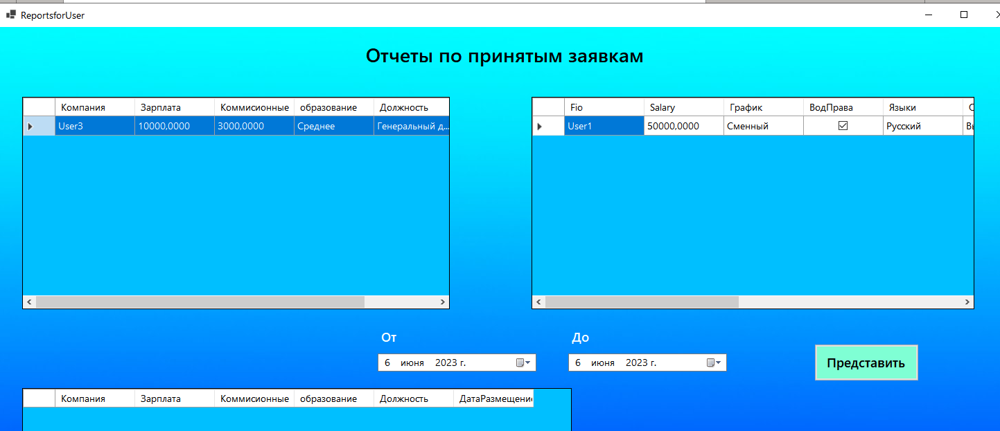 ReportsforUser
Отчеты по принятым заявкам
Компания Зарплата Коммисионные образование Должность
User3 10000,0000 3000,0000 Среднее Генеральный д...
Fio Salary График ВодПрава Языки
User1 50000,0000 Сменный Русский
От До
6 июня 2023 г. 6 июня 2023 г.
Представить
Компания Зарплата Коммисионные образование Должность ДатаРазмещени